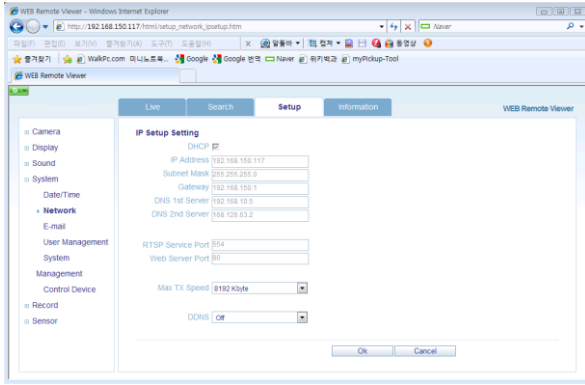 WEB Remote Viewer - Windows Internet Explorer
http://192.168.150.117/html/setup_network_ipsetup.htm
Naver
파일(F) 편집(E) 보기(V) 즐겨찾기(A) 도구(T) 도움말(H)
알툴바 캡쳐 동영상
즐겨찾기 WalkPc.com 미니노트북... Google Google 번역 Naver 위키백과 myPickup-Tool
WEB Remote Viewer
Live Search Setup Information WEB Remote Viewer
Camera
Display
Sound
System
Date/Time
Network
E-mail
User Management
System
Management
Control Device
Record
Sensor
IP Setup Setting
DHCP
IP Address 192.168.150.117
Subnet Mask 255.255.255.0
Gateway 192.168.150.1
DNS 1st Server 192.168.10.5
DNS 2nd Server 168.126.63.2
RTSP Service Port 554
Web Server Port 80
Max TX Speed 8192 Kbyte
DDNS Off
Ok Cancel